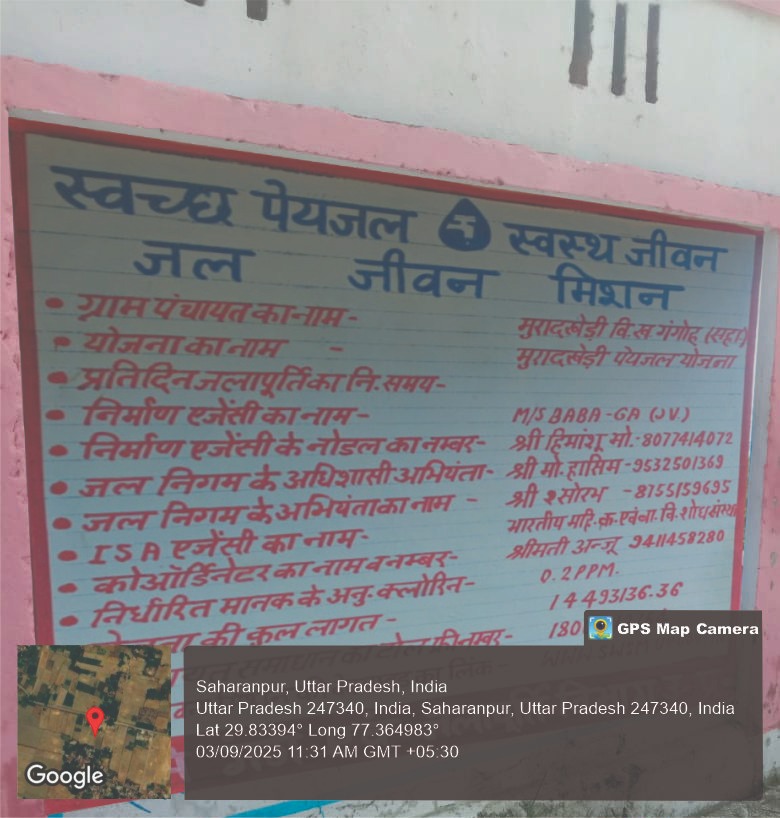 स्वच्छ पेयजल स्वस्थ जीवन
जल जीवन मिशन
• ग्राम पंचायत का नाम - मुरादखेड़ी वि.ख. गंगोह (सहा)
• योजना का नाम - मुरादखेड़ी पेयजल योजना
• प्रतिदिन जलापूर्ति का नि. समय-
• निर्माण एजेंसी का नाम - M/S BABA-GA (J.V.)
• निर्माण एजेंसी के नोडल का नम्बर- श्री हिमांशू मो.-8077414072
• जल निगम के अधिशासी अभियंता- श्री मो. हासिम -9532501369
• जल निगम के अभियंता का नाम - श्री सोरभ -8755159695
• ISA एजेंसी का नाम- भारतीय महि. क्र. एवं बा. वि. शोध संस्थ
• कोऑर्डिनेटर का नाम व नम्बर- श्रीमती अन्जू 9411458280
• निर्धारित मानक के अनु. क्लोरिन- 0.2 PPM.
की कुल लागत - 14493136.36
समाधान का टोल फ्री नम्बर- 180
का लिंक-
GPS Map Camera
Saharanpur, Uttar Pradesh, India
Uttar Pradesh 247340, India, Saharanpur, Uttar Pradesh 247340, India
Lat 29.83394° Long 77.364983°
03/09/2025 11:31 AM GMT +05:30
Google